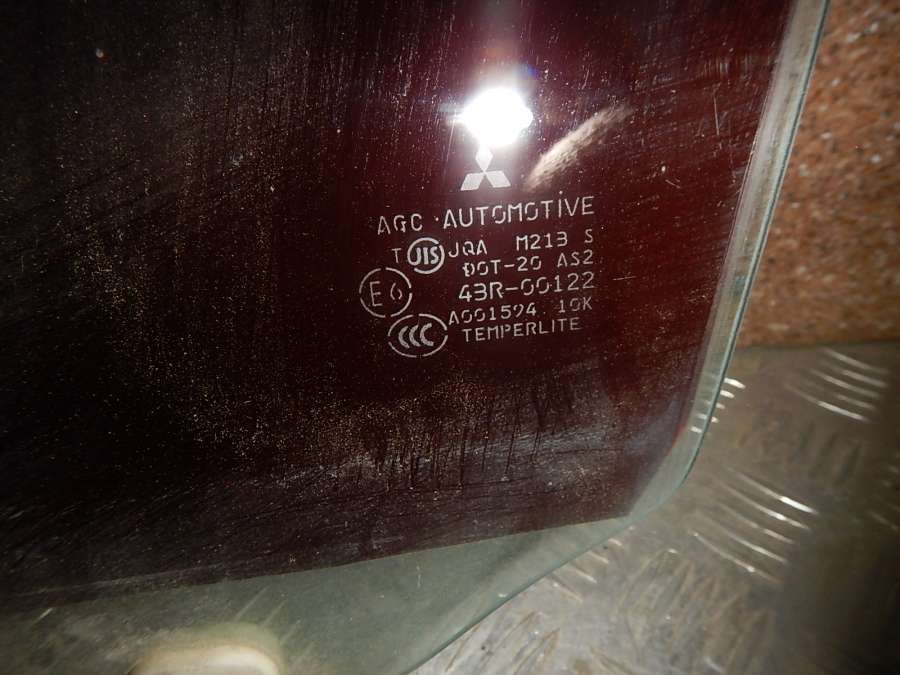 AGC AUTOMOTIVE
T JIS JQA M213 S
DOT-20 AS2
E6 43R-00122
CCC A001594 10K
TEMPERLITE